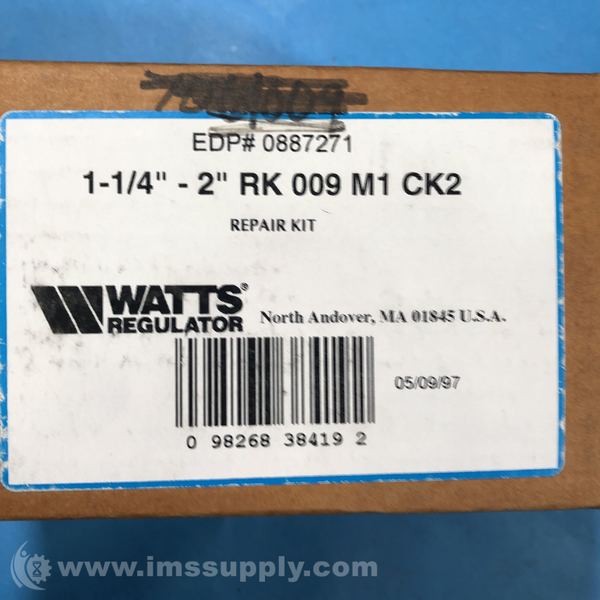 EDP# 0887271
1-1/4" - 2" RK 009 M1 CK2
REPAIR KIT
WATTS®
REGULATOR
North Andover, MA 01845 U.S.A.
05/09/97
0 98268 38419 2
www.imssupply.com